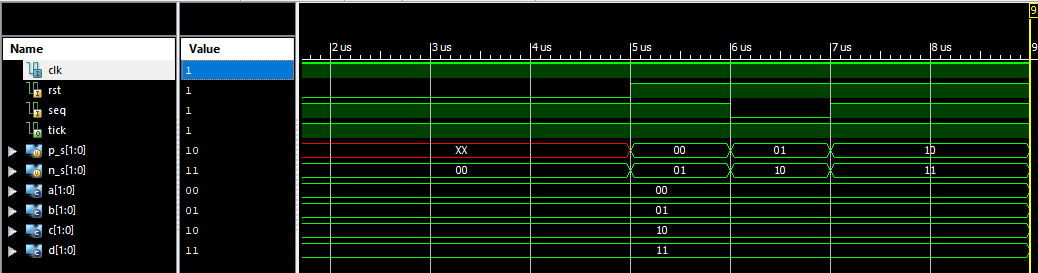 9
Name Value
2 us 3 us 4 us 5 us 6 us 7 us 8 us 9
clk 1
rst 1
seq 1
tick 1
p_s[1:0] 10 XX 00 01 10
n_s[1:0] 11 00 01 10 11
a[1:0] 00 00
b[1:0] 01 01
c[1:0] 10 10
d[1:0] 11 11